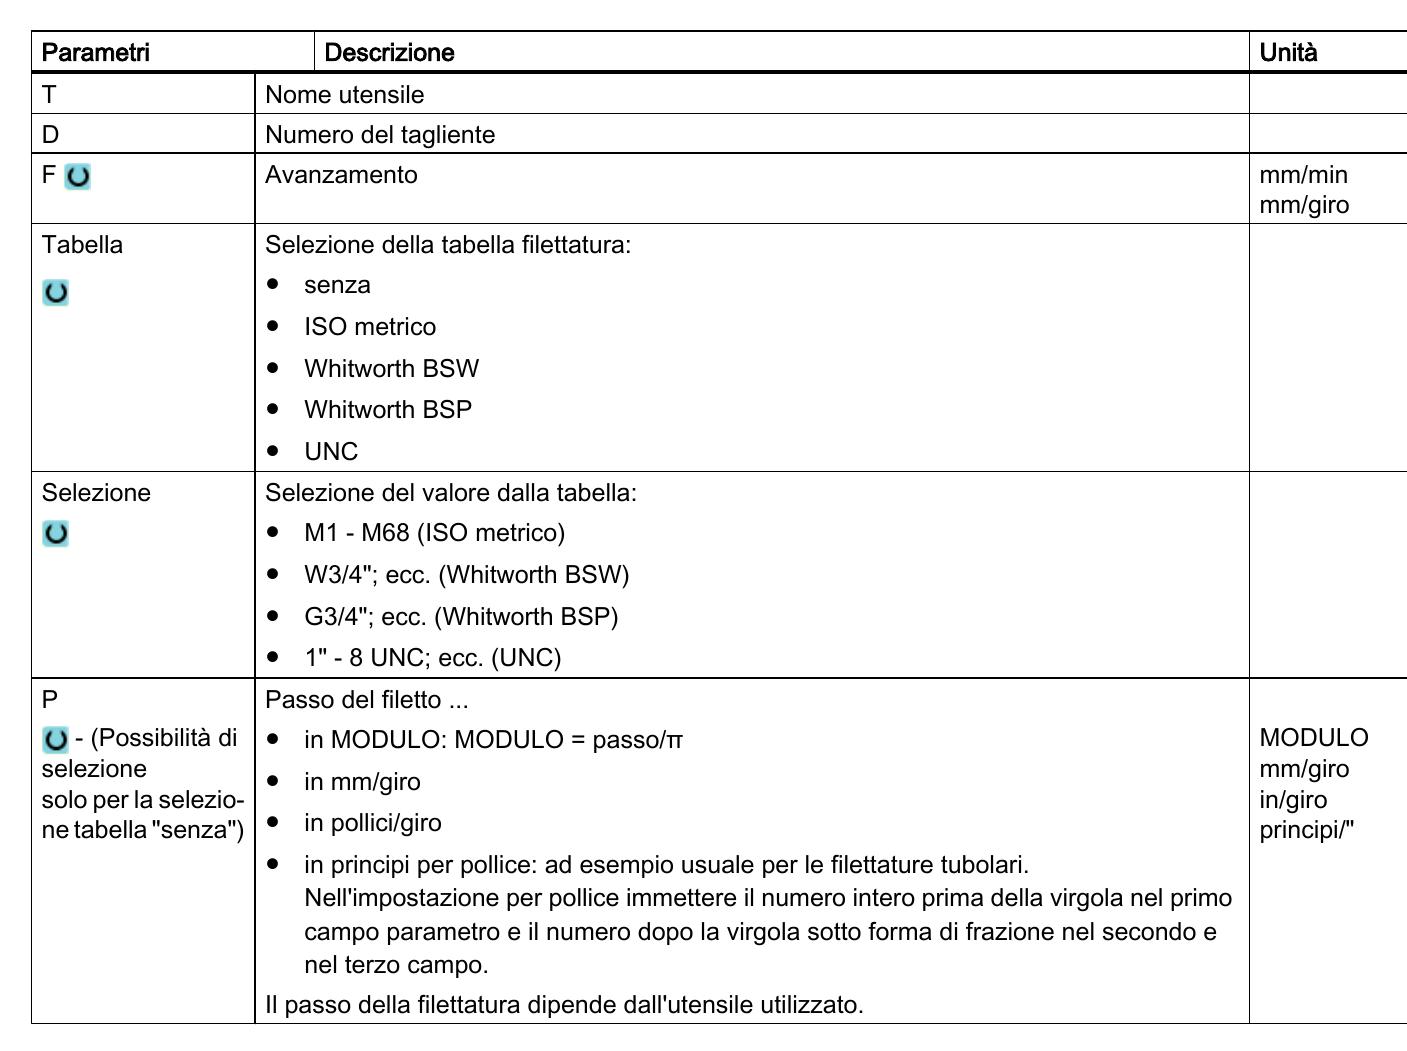 Parametri Descrizione Unità
T Nome utensile
D Numero del tagliente
F Avanzamento mm/min
mm/giro
Tabella Selezione della tabella filettatura:
● senza
● ISO metrico
● Whitworth BSW
● Whitworth BSP
● UNC
Selezione Selezione del valore dalla tabella:
● M1 - M68 (ISO metrico)
● W3/4"; ecc. (Whitworth BSW)
● G3/4"; ecc. (Whitworth BSP)
● 1" - 8 UNC; ecc. (UNC)
P
- (Possibilità di
selezione
solo per la selezio-
ne tabella "senza")
Passo del filetto ...
● in MODULO: MODULO = passo/π
● in mm/giro
● in pollici/giro
● in principi per pollice: ad esempio usuale per le filettature tubolari.
Nell'impostazione per pollice immettere il numero intero prima della virgola nel primo
campo parametro e il numero dopo la virgola sotto forma di frazione nel secondo e
nel terzo campo.
Il passo della filettatura dipende dall'utensile utilizzato.
MODULO
mm/giro
in/giro
principi/"